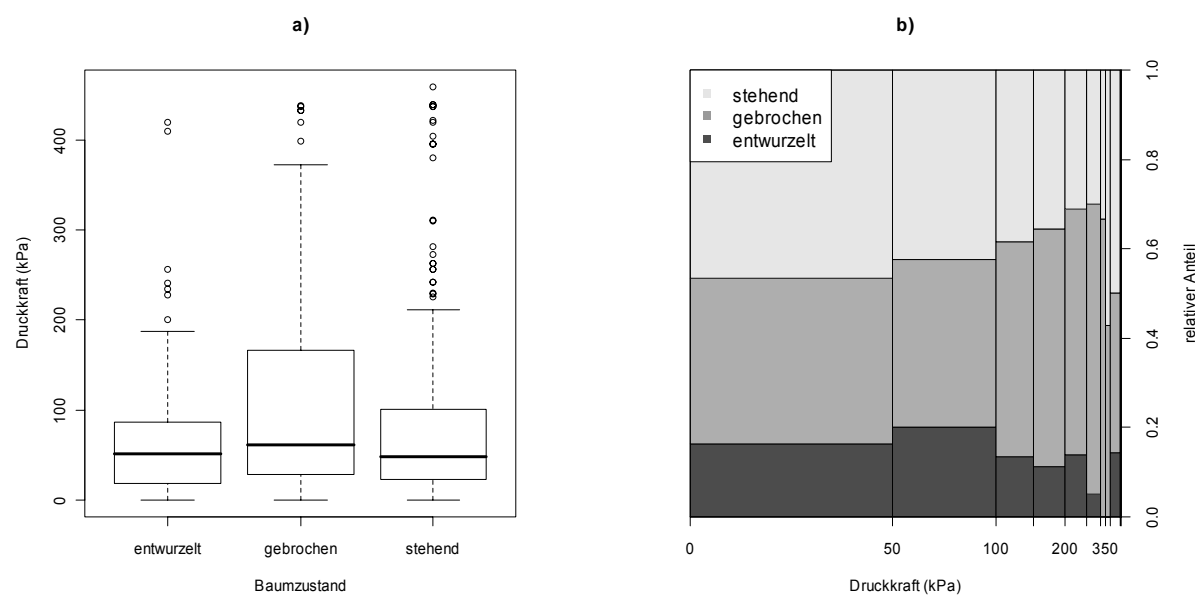 a)
Druckkraft (kPa)
400
300
200
100
0
entwurzelt gebrochen stehend
Baumzustand
b)
stehend
gebrochen
entwurzelt
1.0
0.8
0.6
0.4
0.2
0.0
relativer Anteil
0 50 100 200 350
Druckkraft (kPa)